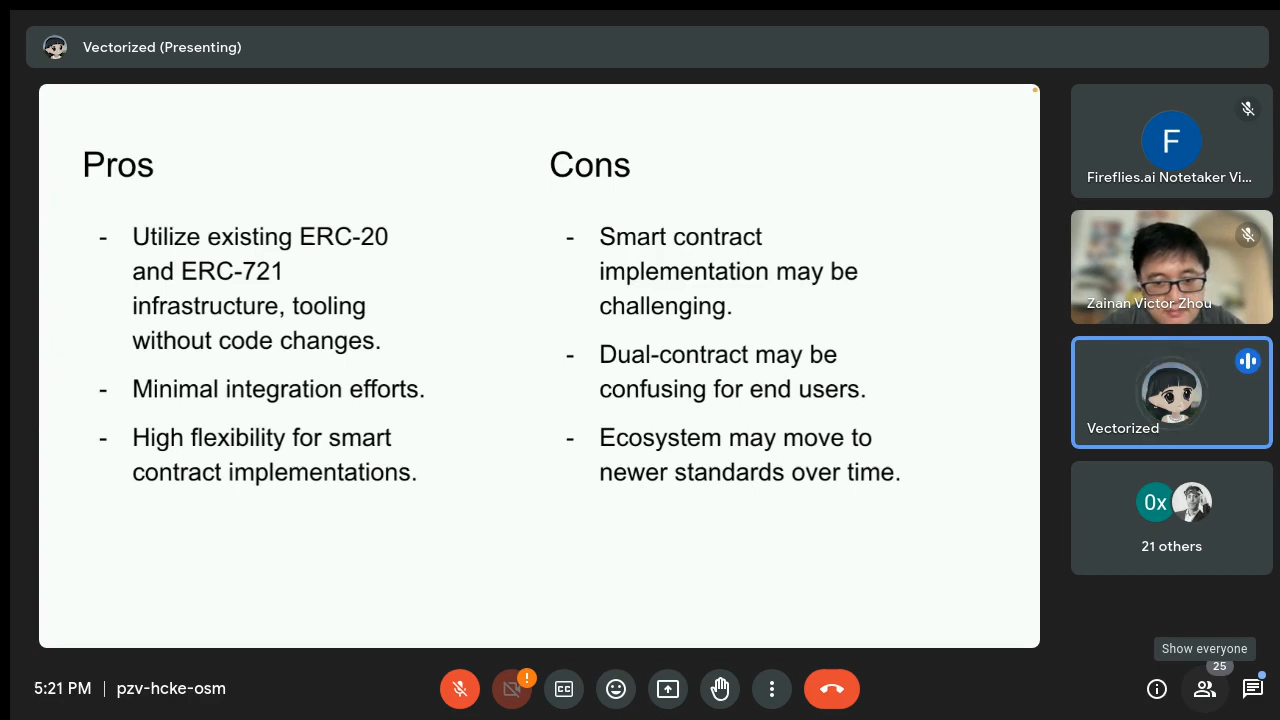 Vectorized (Presenting)
Pros
- Utilize existing ERC-20
and ERC-721
infrastructure, tooling
without code changes.
- Minimal integration efforts.
- High flexibility for smart
contract implementations.
Cons
- Smart contract
implementation may be
challenging.
- Dual-contract may be
confusing for end users.
- Ecosystem may move to
newer standards over time.
F
Fireflies.ai Notetaker Vi...
Zainan Victor Zhou
Vectorized
0x
21 others
Show everyone
25
5:21 PM | pzv-hcke-osm
!
CC